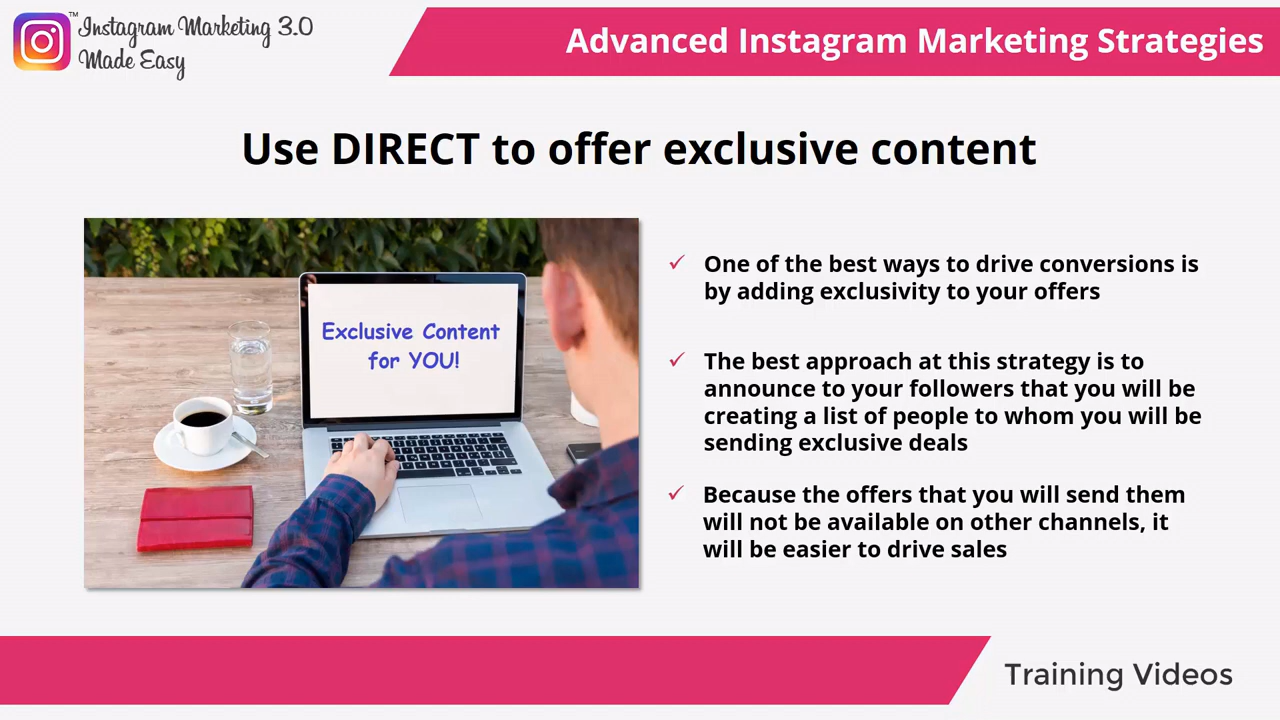 ™
Instagram Marketing 3.0
Made Easy
Advanced Instagram Marketing Strategies
Use DIRECT to offer exclusive content
Exclusive Content
for YOU!
One of the best ways to drive conversions is
by adding exclusivity to your offers
The best approach at this strategy is to
announce to your followers that you will be
creating a list of people to whom you will be
sending exclusive deals
Because the offers that you will send them
will not be available on other channels, it
will be easier to drive sales
Training Videos